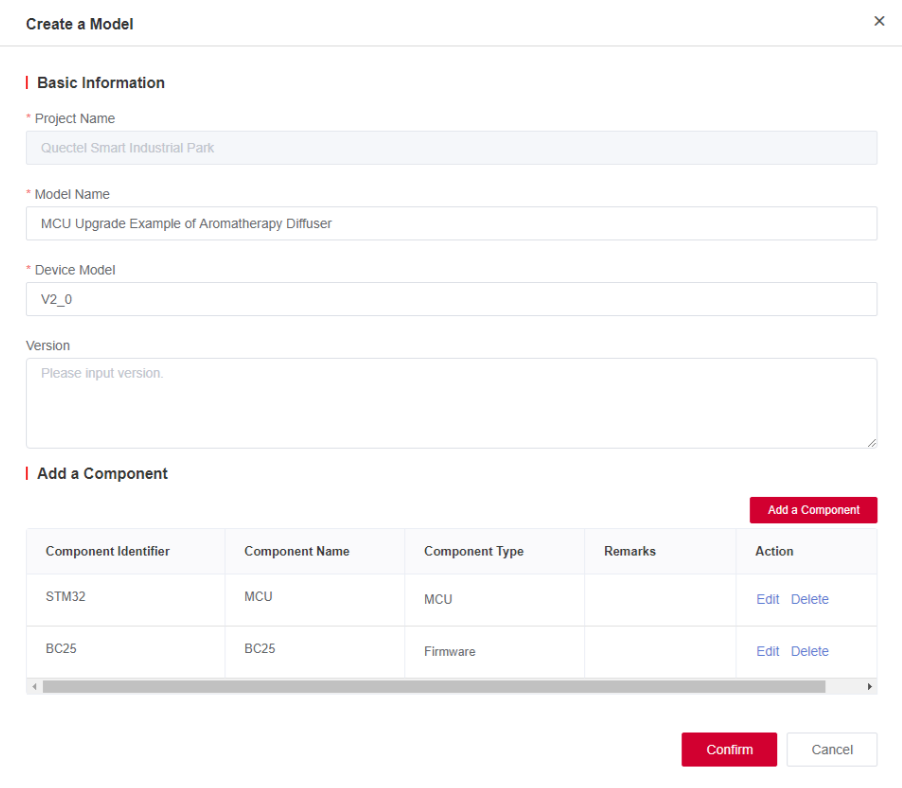 Create a Model
Basic Information
* Project Name
Quectel Smart Industrial Park
* Model Name
MCU Upgrade Example of Aromatherapy Diffuser
* Device Model
V2_0
Version
Please input version.
Add a Component
Add a Component
Component Identifier Component Name Component Type Remarks Action
STM32 MCU MCU Edit Delete
BC25 BC25 Firmware Edit Delete
Confirm Cancel